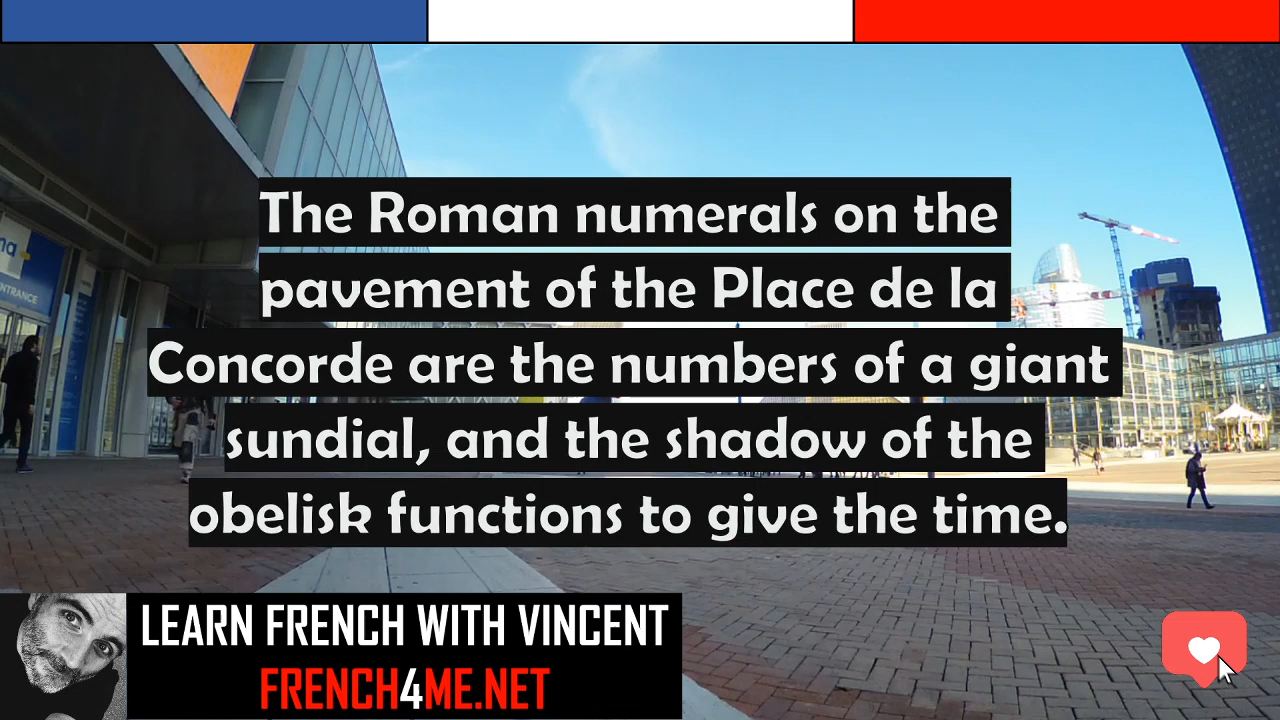 The Roman numerals on the
pavement of the Place de la
Concorde are the numbers of a giant
sundial, and the shadow of the
obelisk functions to give the time.
ENTRANCE
LEARN FRENCH WITH VINCENT
FRENCH4ME.NET